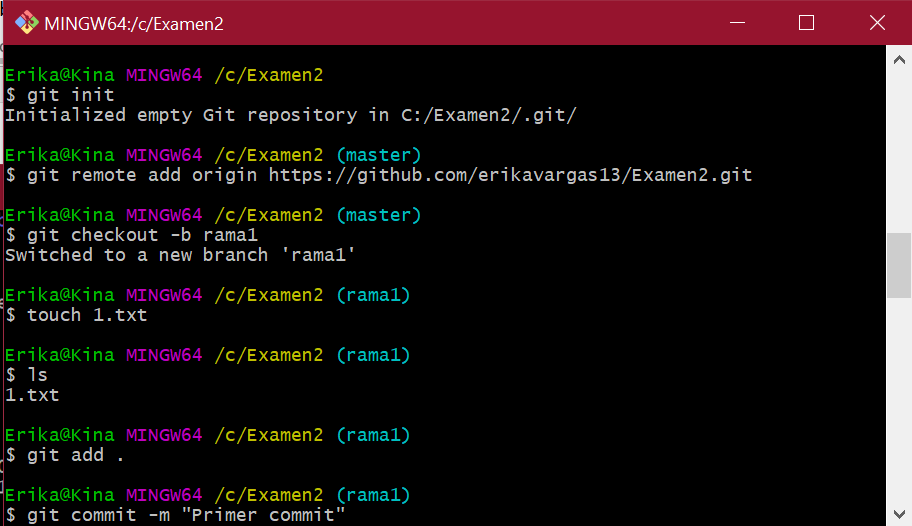 MINGW64:/c/Examen2
Erika@Kina MINGW64 /c/Examen2
$ git init
Initialized empty Git repository in C:/Examen2/.git/
Erika@Kina MINGW64 /c/Examen2 (master)
$ git remote add origin https://github.com/erikavargas13/Examen2.git
Erika@Kina MINGW64 /c/Examen2 (master)
$ git checkout -b rama1
Switched to a new branch 'rama1'
Erika@Kina MINGW64 /c/Examen2 (rama1)
$ touch 1.txt
Erika@Kina MINGW64 /c/Examen2 (rama1)
$ ls
1.txt
Erika@Kina MINGW64 /c/Examen2 (rama1)
$ git add .
Erika@Kina MINGW64 /c/Examen2 (rama1)
$ git commit -m "Primer commit"